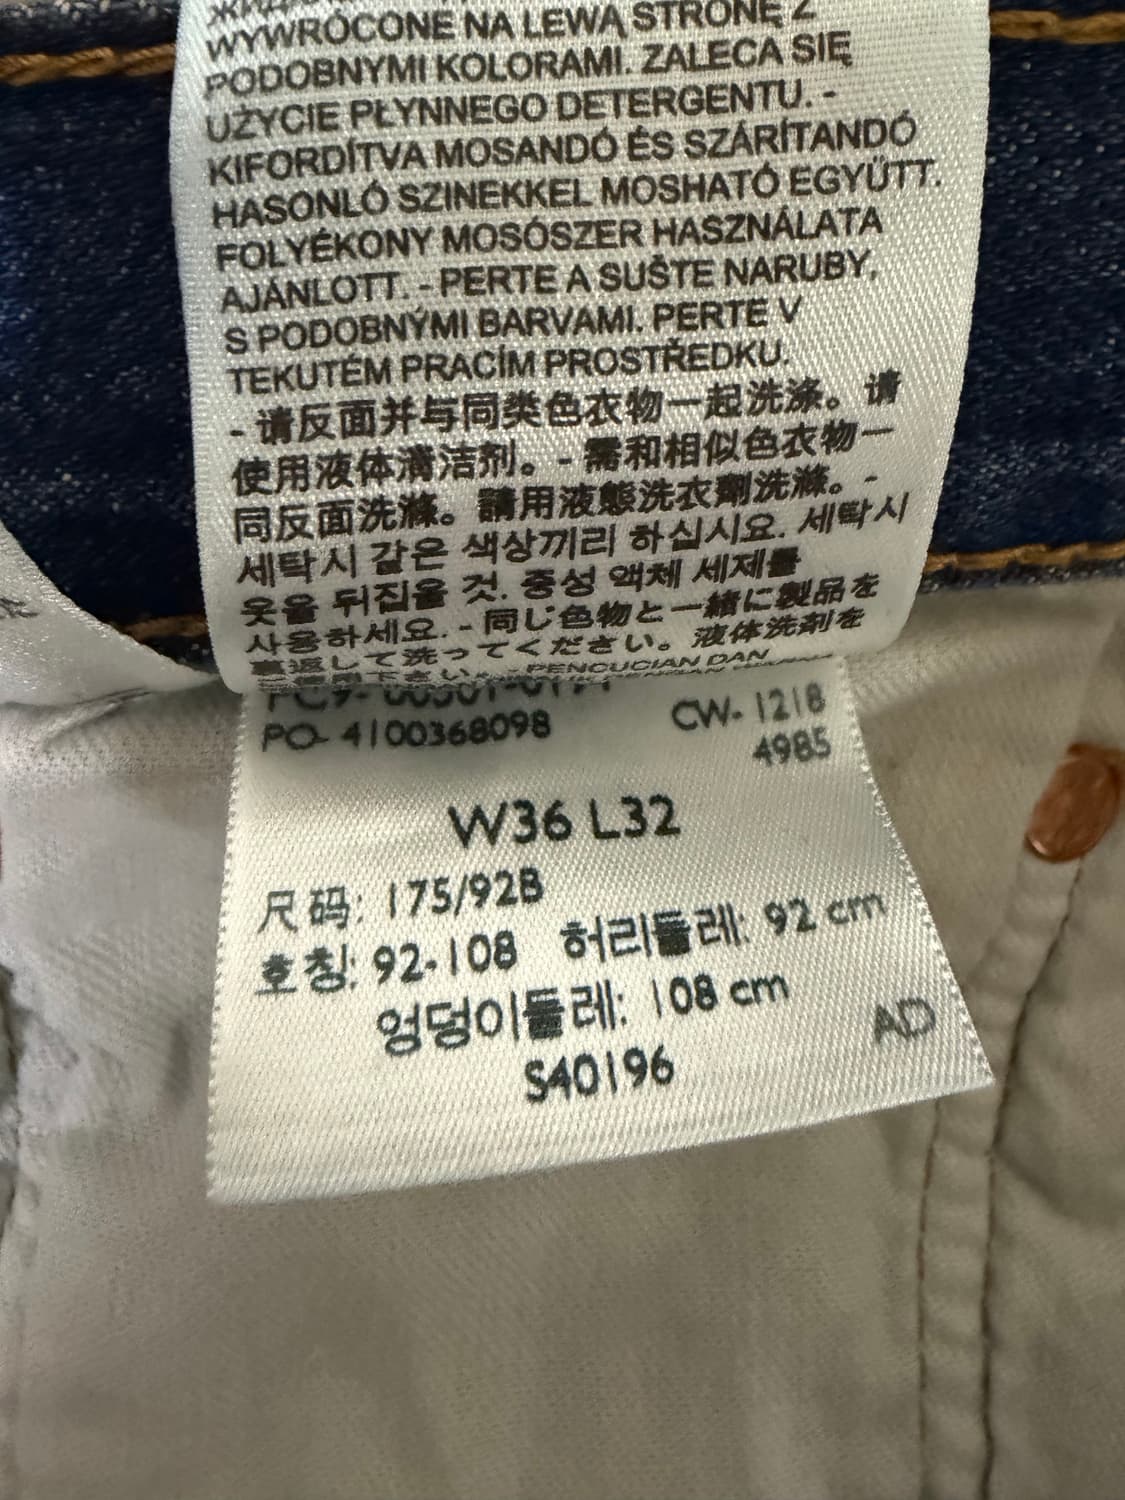 WYWRÓCONE NA LEWĄ STRONĘ Z
PODOBNYMI KOLORAMI. ZALECA SIĘ
UŻYCIE PŁYNNEGO DETERGENTU. -
KIFORDÍTVA MOSANDÓ ÉS SZÁRÍTANDÓ
HASONLÓ SZINEKKEL MOSHATÓ EGYŰTT.
FOLYÉKONY MOSÓSZER HASZNÁLATA
AJÁNLOTT. - PERTE A SUŠTE NARUBY,
S PODOBNÝMI BARVAMI. PERTE V
TEKUTÉM PRACÍM PROSTŘEDKU.
- 请反面并与同类色衣物一起洗涤。请
使用液体清洁剂。- 需和相似色衣物一
同反面洗滌。請用液態洗衣劑洗滌。-
세탁시 같은 색상끼리 하십시요. 세탁시
옷을 뒤집을 것. 중성 액체 세제를
사용하세요. - 同じ色物と一緒に製品を
裏返して洗ってください。液体洗剤を
PENCUCIAN DAN
PO- 4100368098
CW- 1218
4985
W36 L32
尺码: 175/92B
호칭: 92-108 허리둘레: 92 cm
엉덩이둘레: 108 cm
AD
S40196